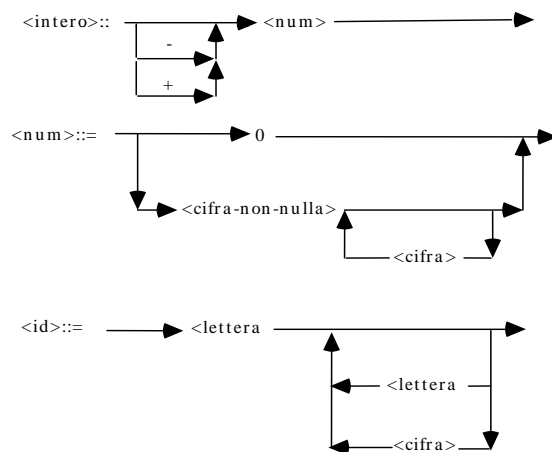 <intero>:: <num>
-
+
<num>::= 0
<cifra-non-nulla>
<cifra>
<id>::= <lettera
<lettera
<cifra>